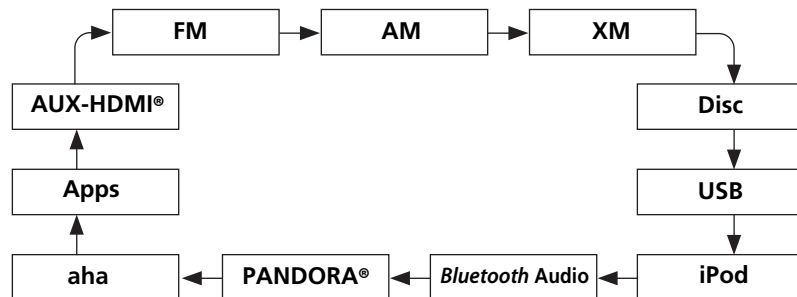 FM
AM
XM
Disc
USB
iPod
Bluetooth Audio
PANDORA®
aha
Apps
AUX-HDMI®